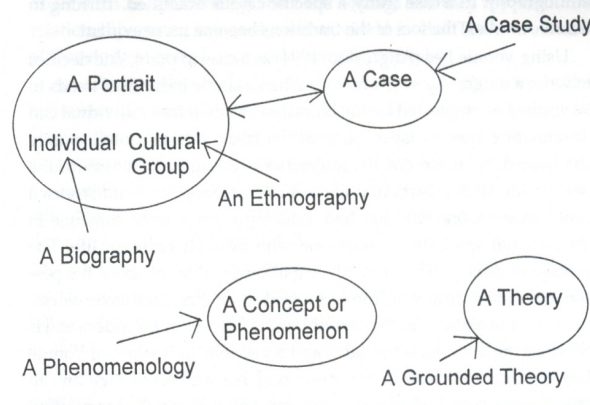 A Case Study
A Portrait
A Case
Individual Cultural
Group
An Ethnography
A Biography
A Concept or
Phenomenon
A Theory
A Phenomenology
A Grounded Theory